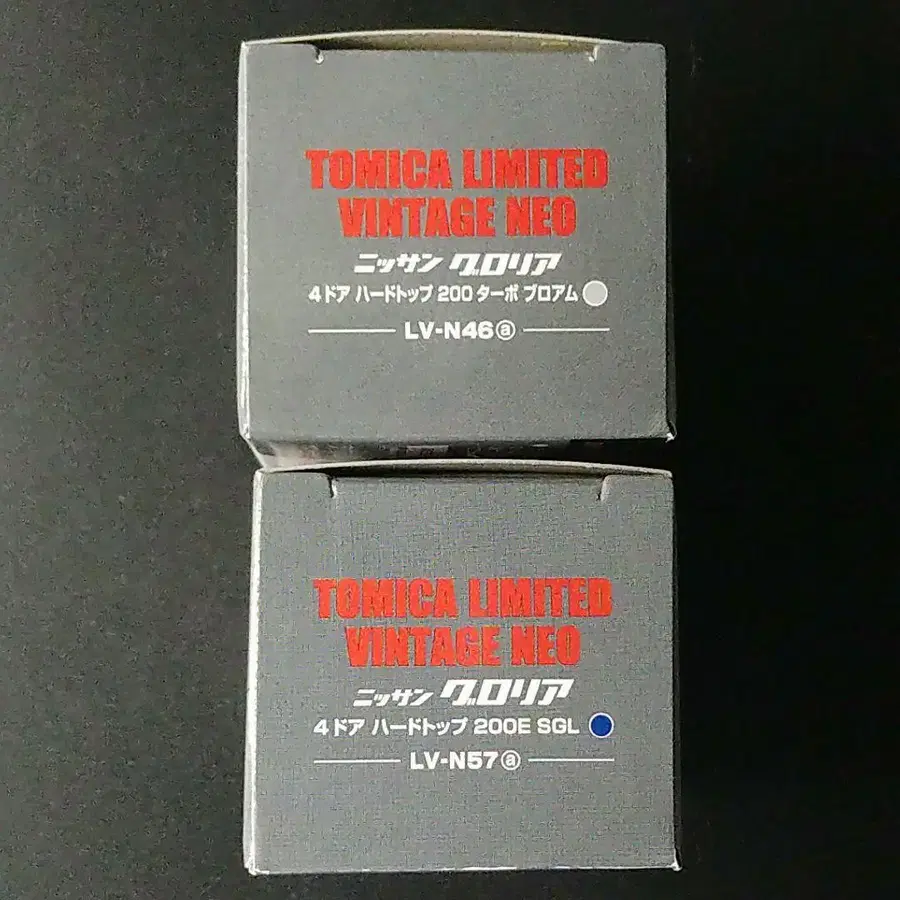 TOMICA LIMITED
VINTAGE NEO
ニッサン グロリア
4ドア ハードトップ 200 ターボ ブロアム
LV-N46ⓐ
TOMICA LIMITED
VINTAGE NEO
ニッサン グロリア
4ドア ハードトップ 200E SGL
LV-N57ⓐ